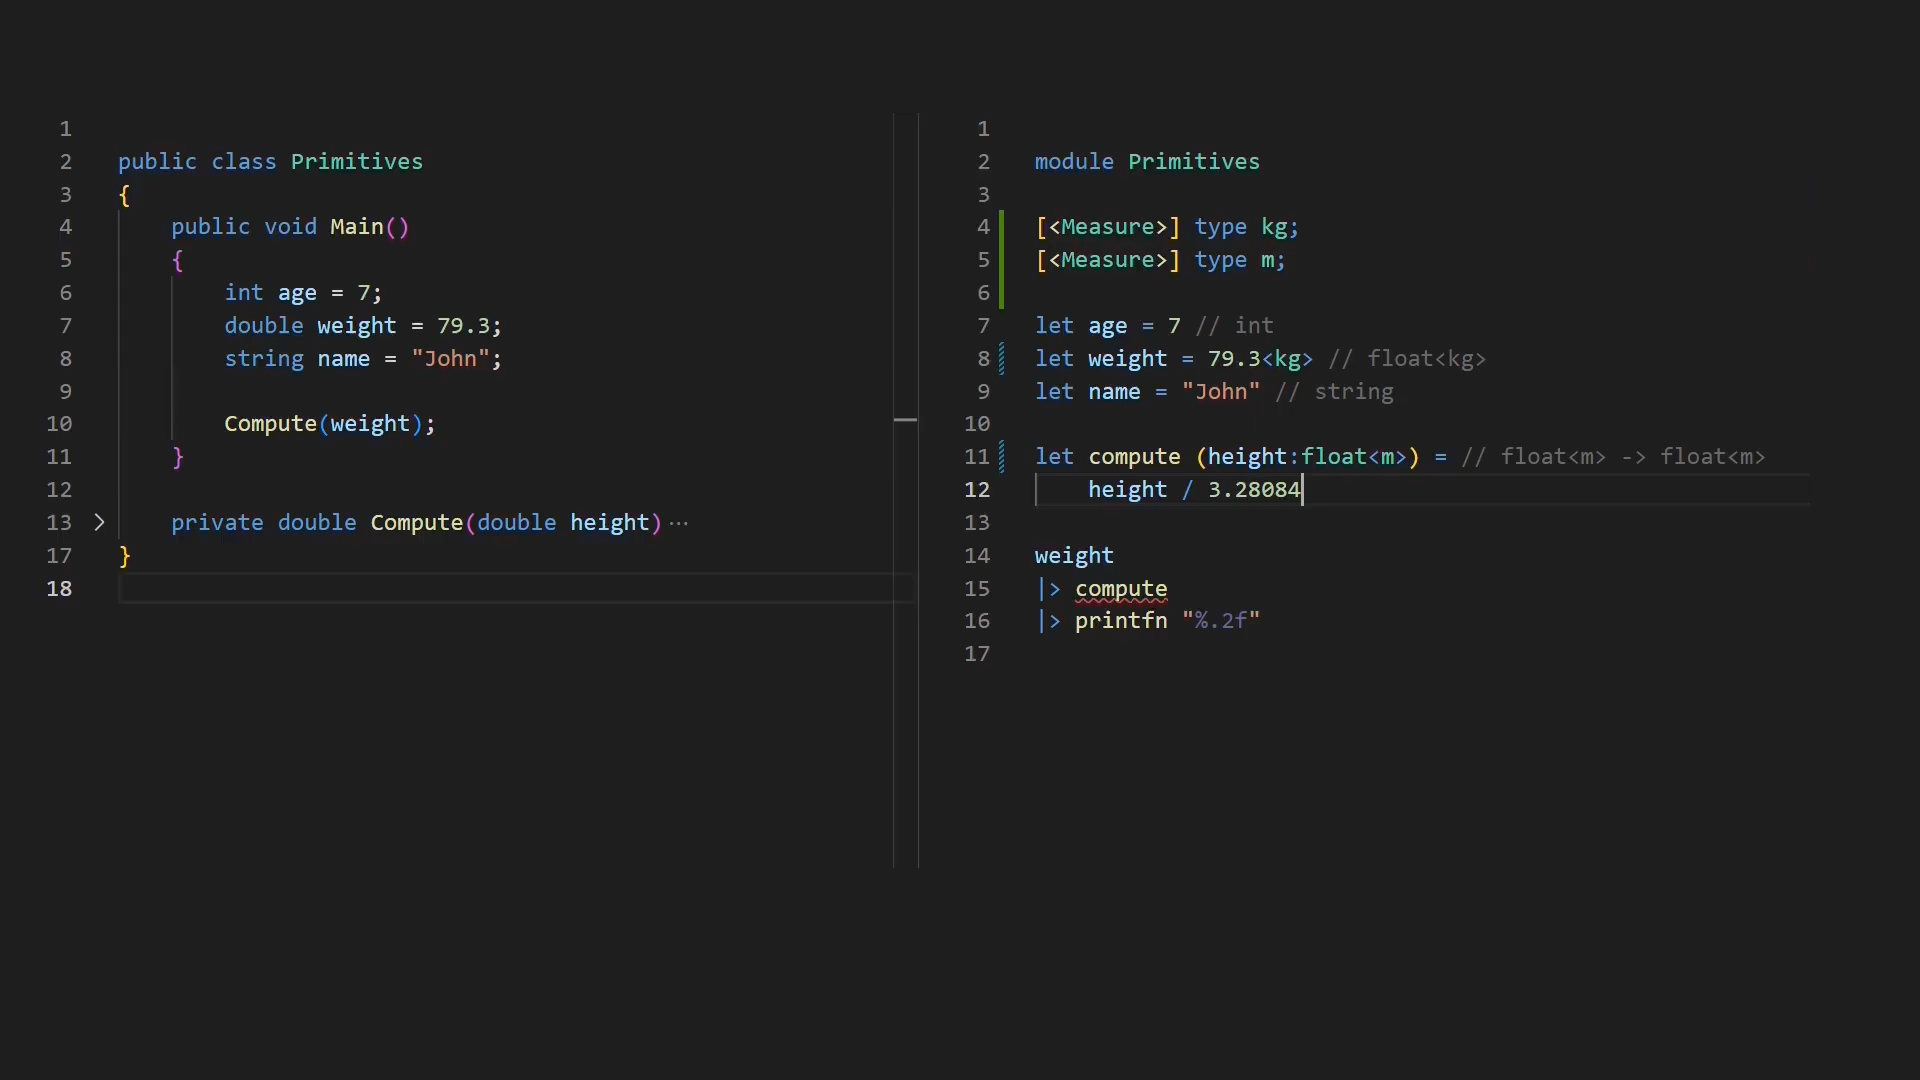 1
2 public class Primitives
3 {
4 public void Main()
5 {
6 int age = 7;
7 double weight = 79.3;
8 string name = "John";
9
10 Compute(weight);
11 }
12
13 > private double Compute(double height) ···
17 }
18
1
2 module Primitives
3
4 [<Measure>] type kg;
5 [<Measure>] type m;
6
7 let age = 7 // int
8 let weight = 79.3<kg> // float<kg>
9 let name = "John" // string
10
11 let compute (height:float<m>) = // float<m> -> float<m>
12 height / 3.28084
13
14 weight
15 |> compute
16 |> printfn "%.2f"
17